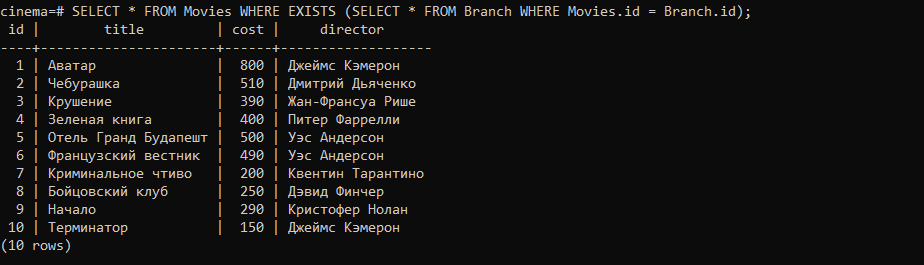 cinema=# SELECT * FROM Movies WHERE EXISTS (SELECT * FROM Branch WHERE Movies.id = Branch.id);
 id |        title         | cost |     director
----+----------------------+------+-------------------
  1 | Аватар               |  800 | Джеймс Кэмерон
  2 | Чебурашка            |  510 | Дмитрий Дьяченко
  3 | Крушение             |  390 | Жан-Франсуа Рише
  4 | Зеленая книга        |  400 | Питер Фаррелли
  5 | Отель Гранд Будапешт |  500 | Уэс Андерсон
  6 | Французский вестник  |  490 | Уэс Андерсон
  7 | Криминальное чтиво   |  200 | Квентин Тарантино
  8 | Бойцовский клуб      |  250 | Дэвид Финчер
  9 | Начало               |  290 | Кристофер Нолан
 10 | Терминатор           |  150 | Джеймс Кэмерон
(10 rows)